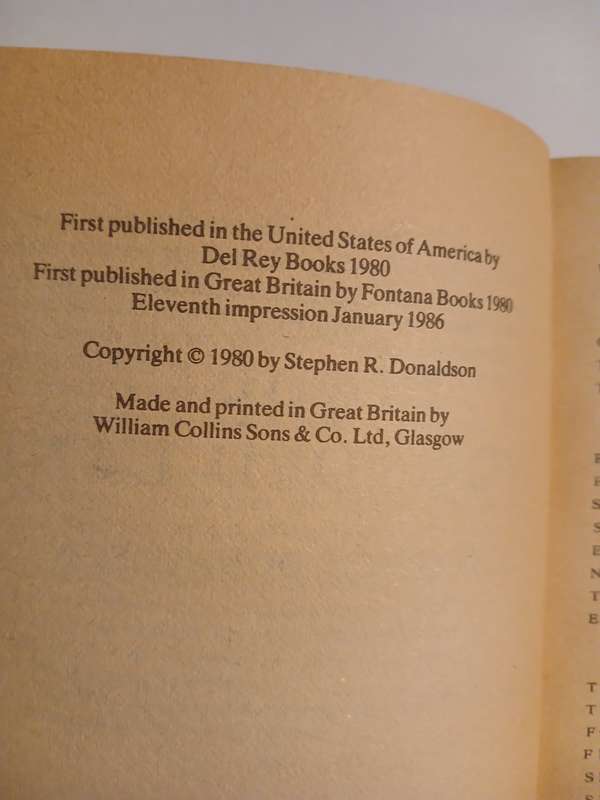 First published in the United States of America by
Del Rey Books 1980
First published in Great Britain by Fontana Books 1980
Eleventh impression January 1986
Copyright © 1980 by Stephen R. Donaldson
Made and printed in Great Britain by
William Collins Sons & Co. Ltd, Glasgow